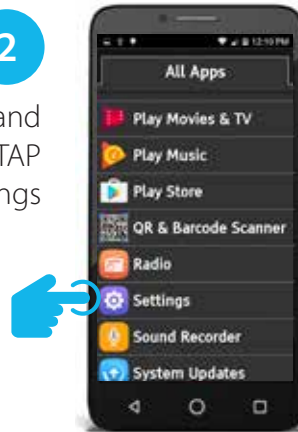 2
and
TAP
ngs
12:10 PM
All Apps
Play Movies & TV
Play Music
Play Store
QR & Barcode Scanner
Radio
Settings
Sound Recorder
System Updates